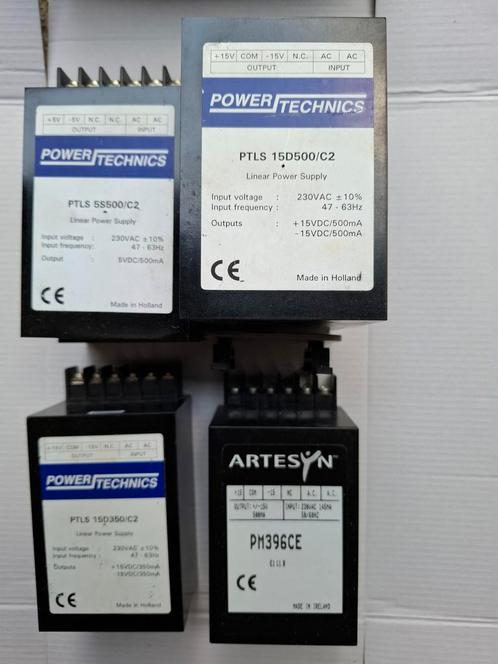 +5V -5V N.C. N.C. AC AC
OUTPUT INPUT
POWER TECHNICS
PTLS 5S500/C2
Linear Power Supply
Input voltage : 230VAC ±10%
Input frequency: 47 - 63Hz
Output : 5VDC/500mA
CE
Made in Holland
+15V COM -15V N.C. AC AC
OUTPUT INPUT
POWER TECHNICS
PTLS 15D500/C2
Linear Power Supply
Input voltage : 230VAC ±10%
Input frequency : 47 - 63Hz
Outputs : +15VDC/500mA
-15VDC/500mA
CE
Made in Holland
+15V COM -15V N.C. AC AC
OUTPUT INPUT
POWER TECHNICS
PTLS 15D350/C2
Linear Power Supply
Input voltage : 230VAC ±10%
Input frequency : 47 - 63Hz
Outputs : +15VDC/350mA
-15VDC/350mA
CE
Made in Holland
ARTESYN
+15 COM -15 NC A.C. A.C.
OUTPUT: +/-15V INPUT: 230VAC 145MA
500MA 50/60HZ
PM396CE
CE
MADE IN IRELAND